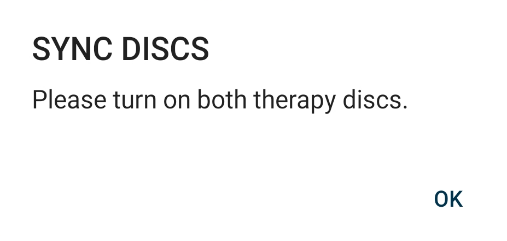 SYNC DISCS
Please turn on both therapy discs.
OK